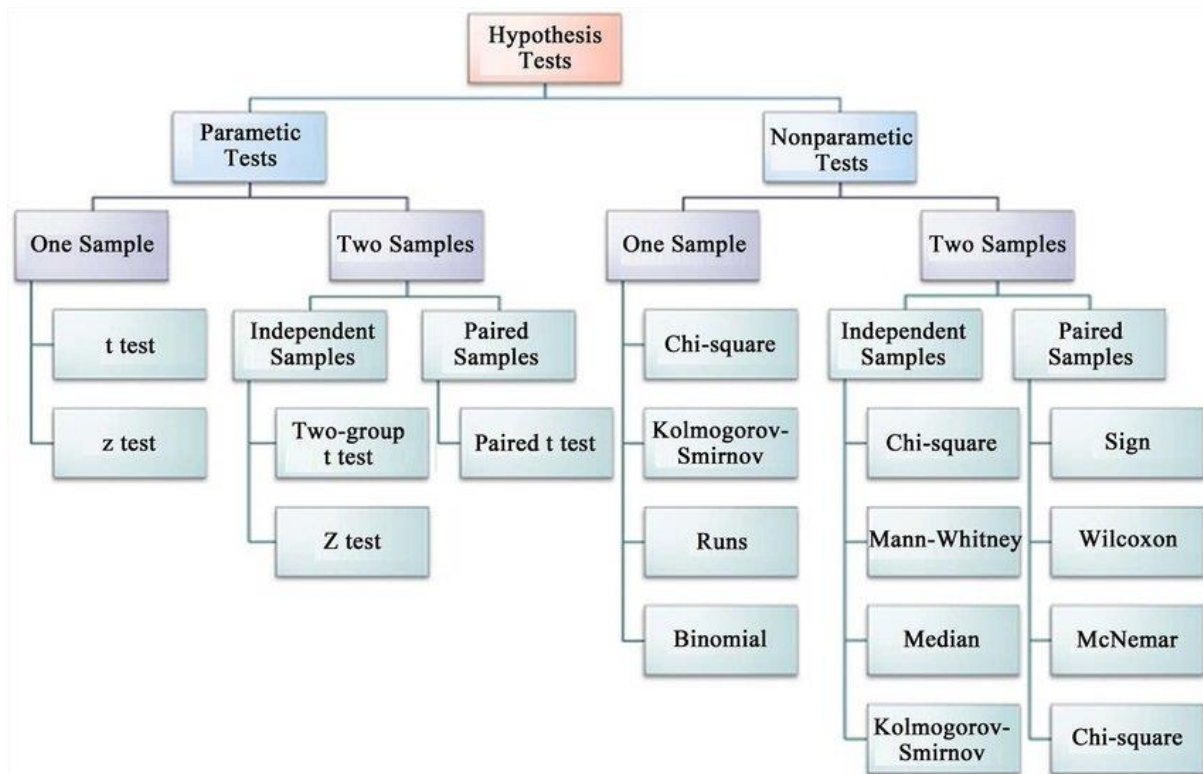 Hypothesis
Tests
Parametic
Tests
Nonparametic
Tests
One Sample
Two Samples
One Sample
Two Samples
t test
z test
Independent
Samples
Paired
Samples
Two-group
t test
Paired t test
Z test
Chi-square
Kolmogorov-
Smirnov
Runs
Binomial
Independent
Samples
Paired
Samples
Chi-square
Mann-Whitney
Median
Kolmogorov-
Smirnov
Sign
Wilcoxon
McNemar
Chi-square